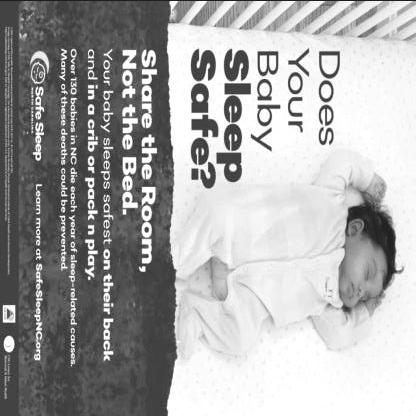 Does
Your
Baby
Sleep
Safe?
Share the Room,
Not the Bed.
Your baby sleeps safest on their back
and in a crib or pack n play.
Over 130 babies in NC die each year of sleep-related causes.
Many of these deaths could be prevented.
Safe Sleep
NORTH CAROLINA
Learn more at SafeSleepNC.org